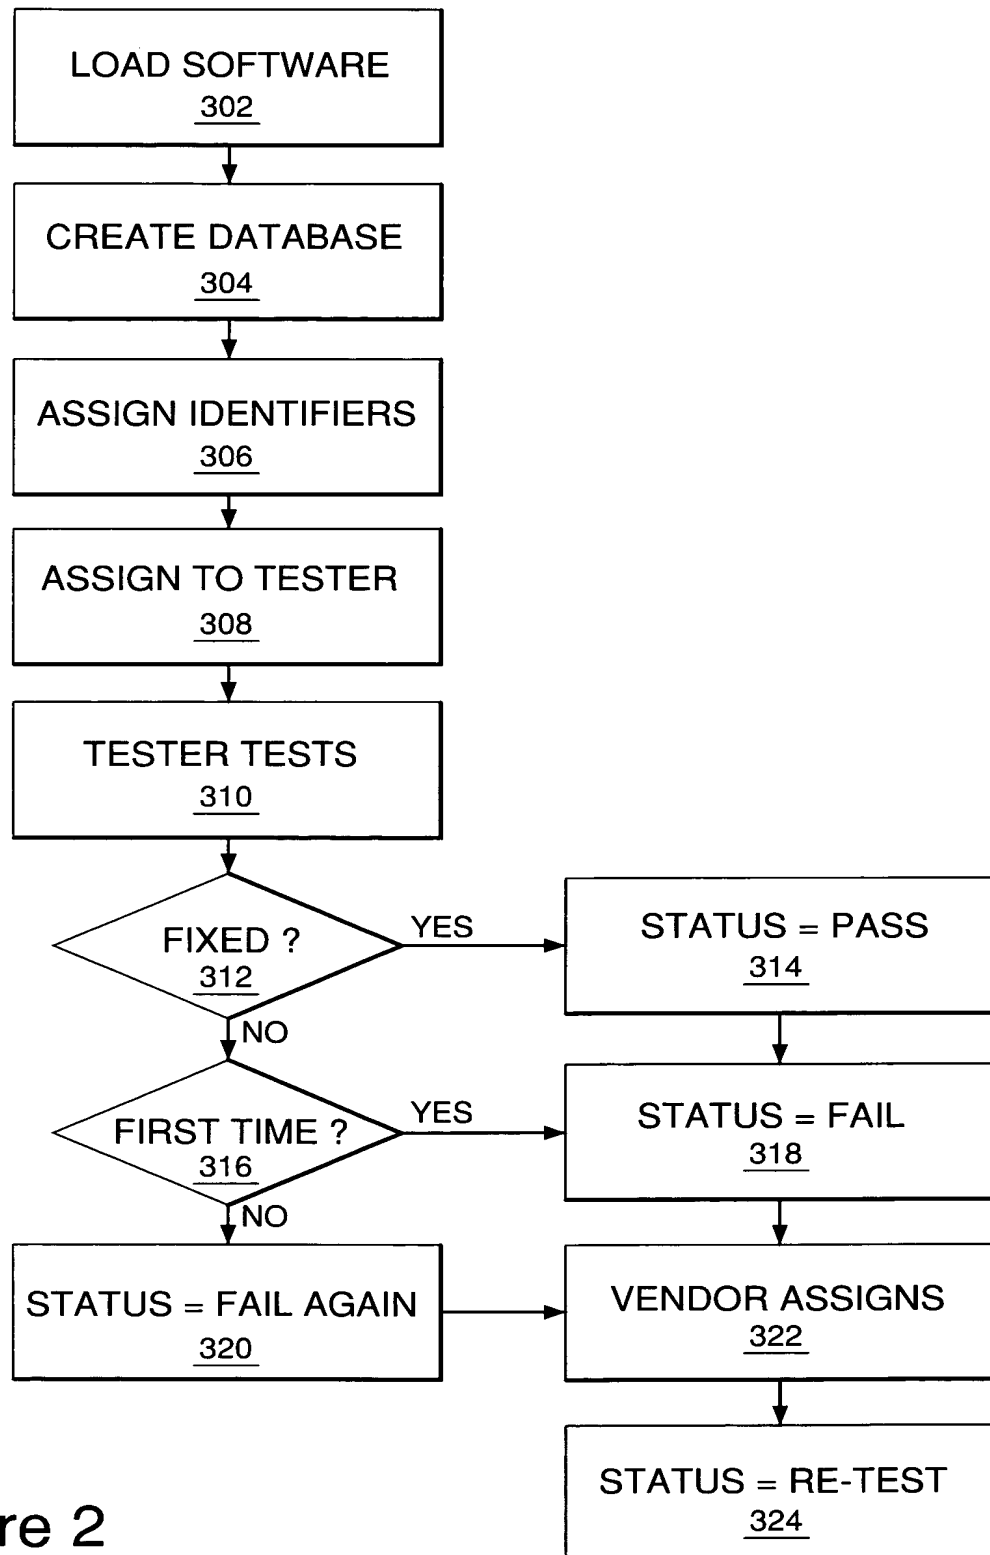 LOAD SOFTWARE
302
CREATE DATABASE
304
ASSIGN IDENTIFIERS
306
ASSIGN TO TESTER
308
TESTER TESTS
310
FIXED ?
312
YES
STATUS = PASS
314
NO
FIRST TIME ?
316
YES
STATUS = FAIL
318
NO
STATUS = FAIL AGAIN
320
VENDOR ASSIGNS
322
STATUS = RE-TEST
324
re 2